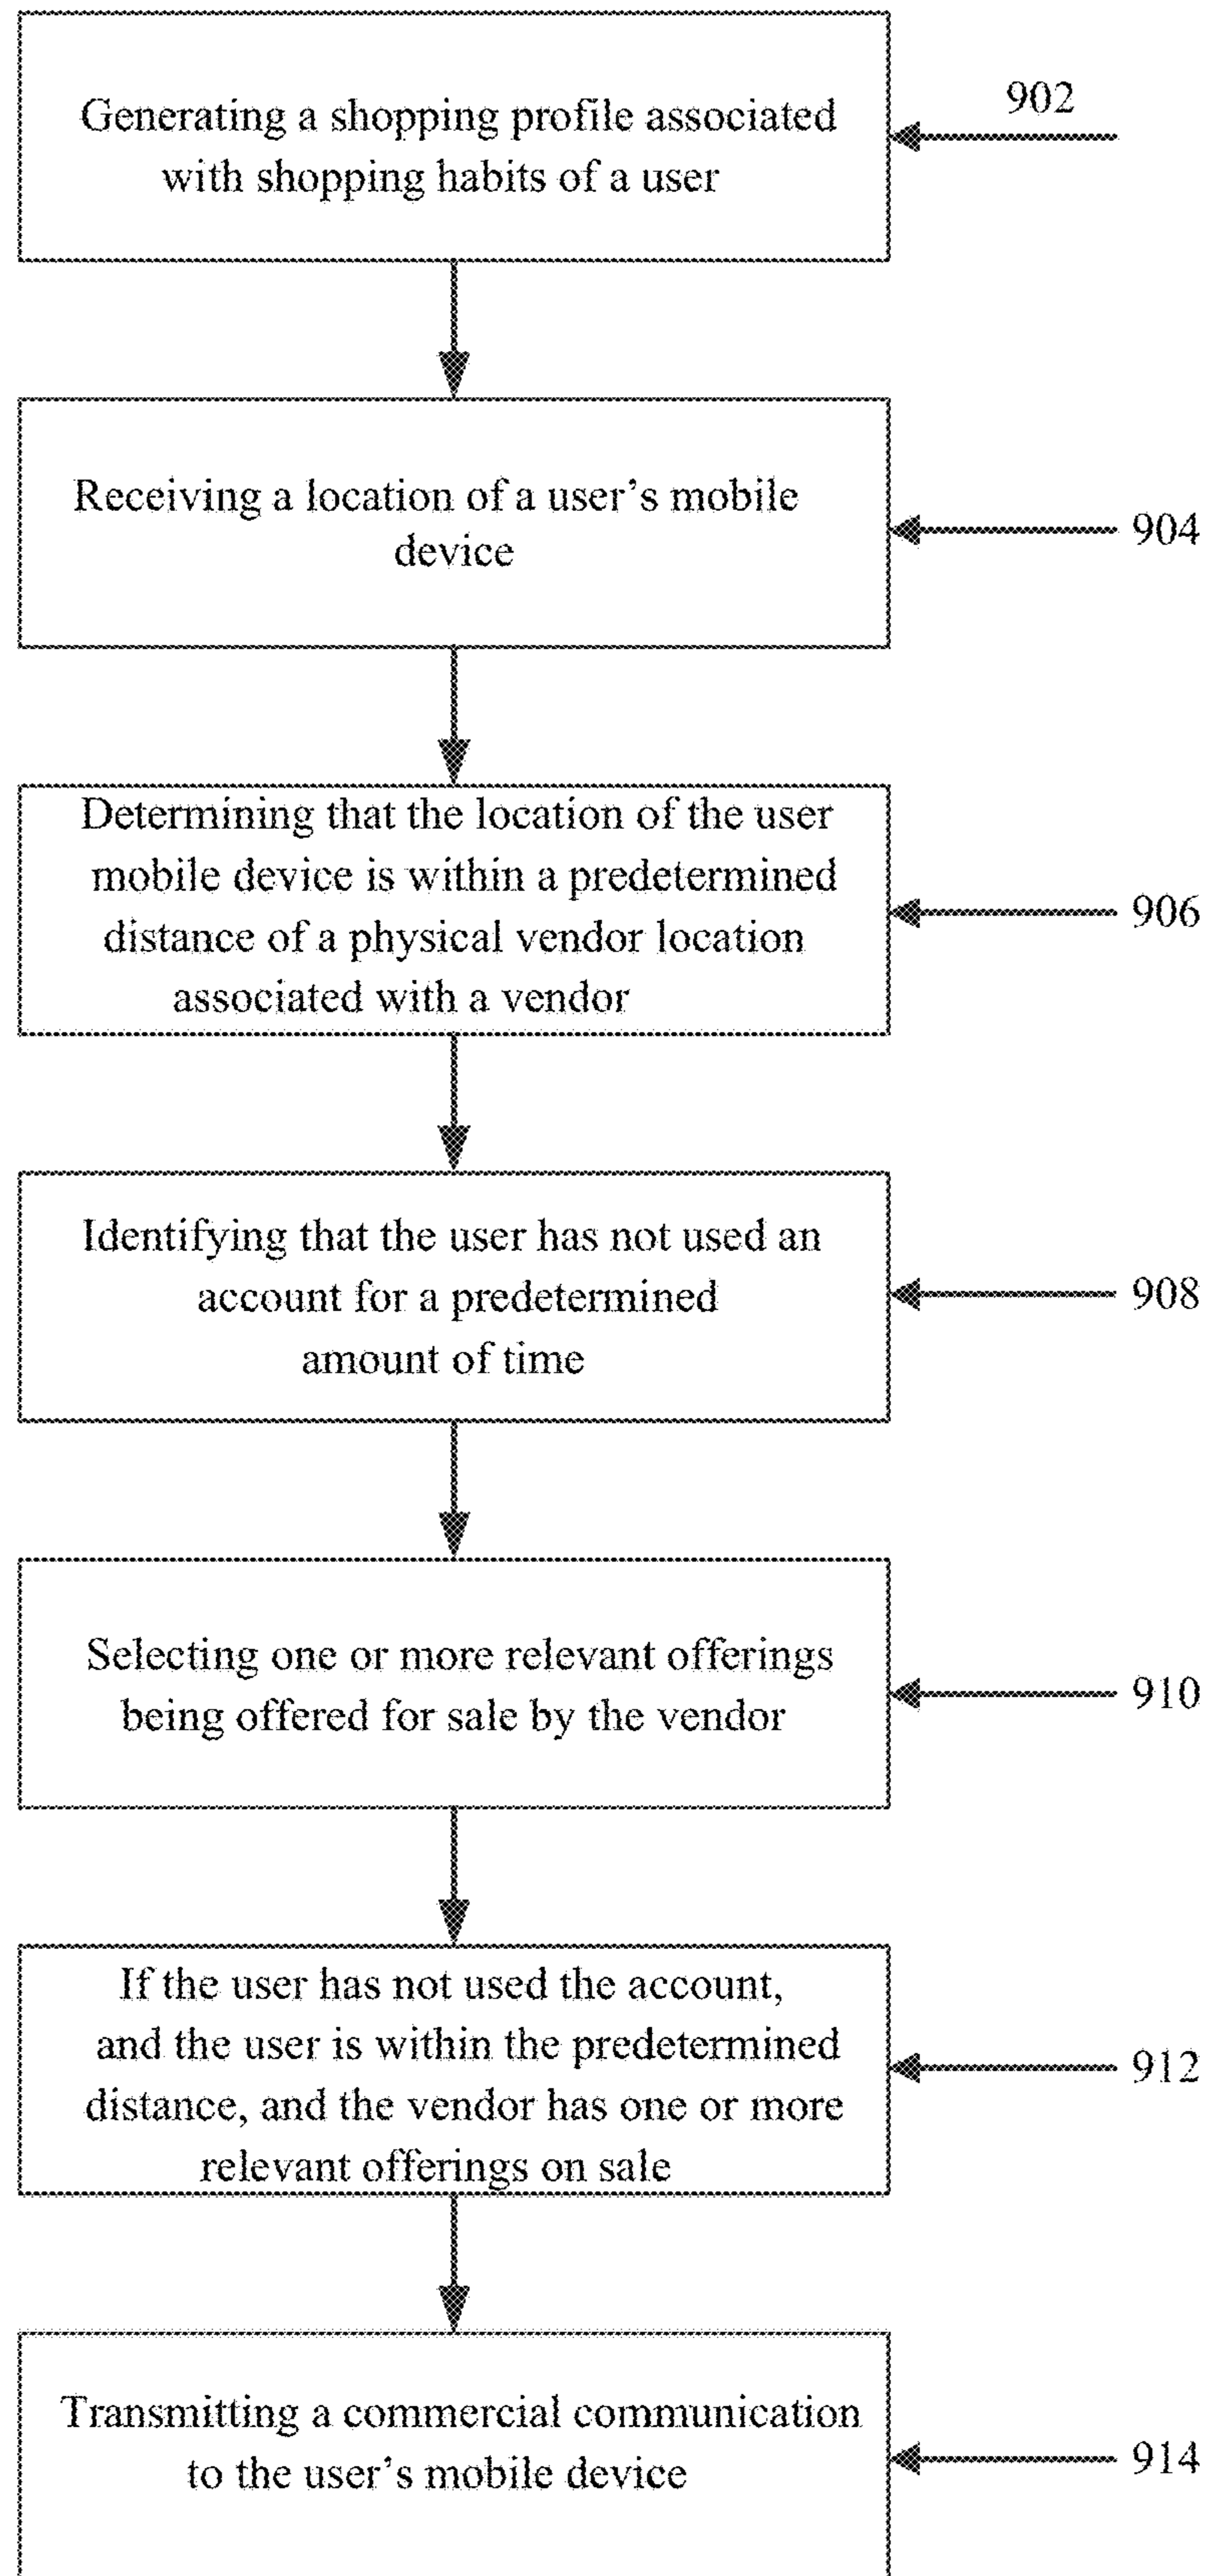 Generating a shopping profile associated
with shopping habits of a user
902
Receiving a location of a user's mobile
device
904
Determining that the location of the user
mobile device is within a predetermined
distance of a physical vendor location
associated with a vendor
906
Identifying that the user has not used an
account for a predetermined
amount of time
908
Selecting one or more relevant offerings
being offered for sale by the vendor
910
If the user has not used the account,
and the user is within the predetermined
distance, and the vendor has one or more
relevant offerings on sale
912
Transmitting a commercial communication
to the user's mobile device
914